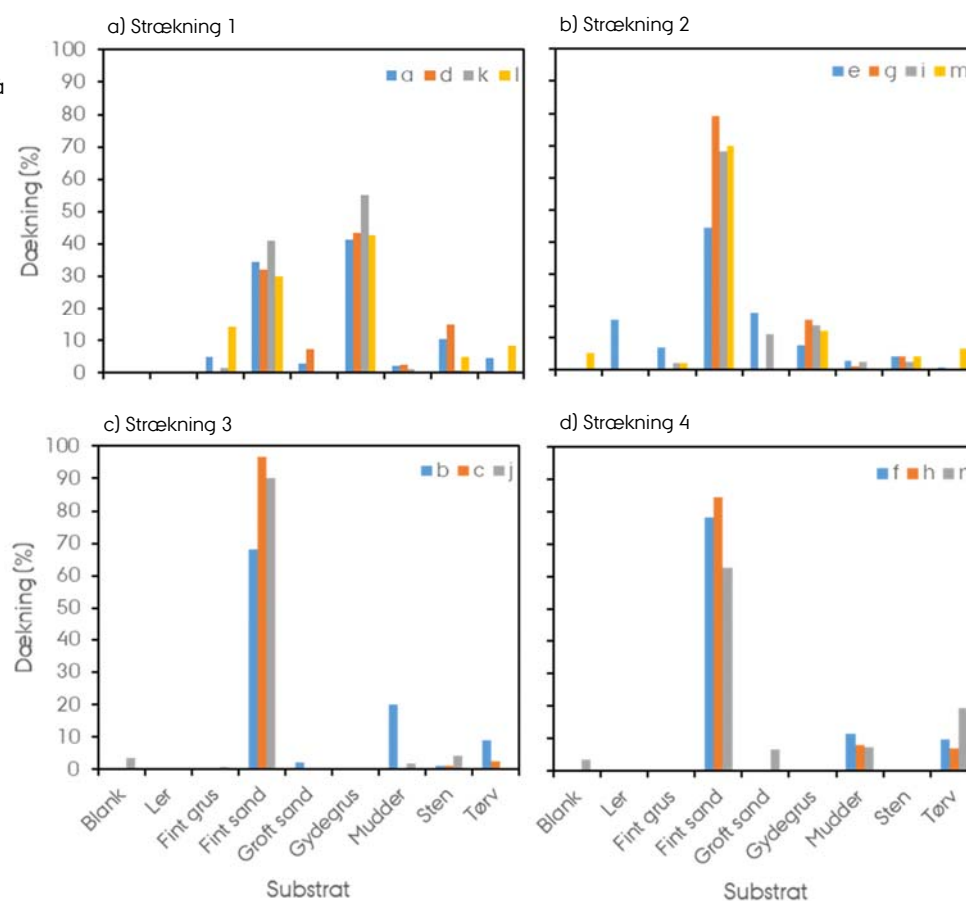 a) Strækning 1
b) Strækning 2
100
90
80
70
60
50
40
30
20
10
0
Dækning (%)
a d k l
e g i m
c) Strækning 3
d) Strækning 4
100
90
80
70
60
50
40
30
20
10
0
Dækning (%)
b c j
f h
Blank
Ler
Fint grus
Fint sand
Groft sand
Gydegrus
Mudder
Sten
Tørv
Substrat
Blank
Ler
Fint grus
Fint sand
Groft sand
Gydegrus
Mudder
Sten
Tørv
Substrat